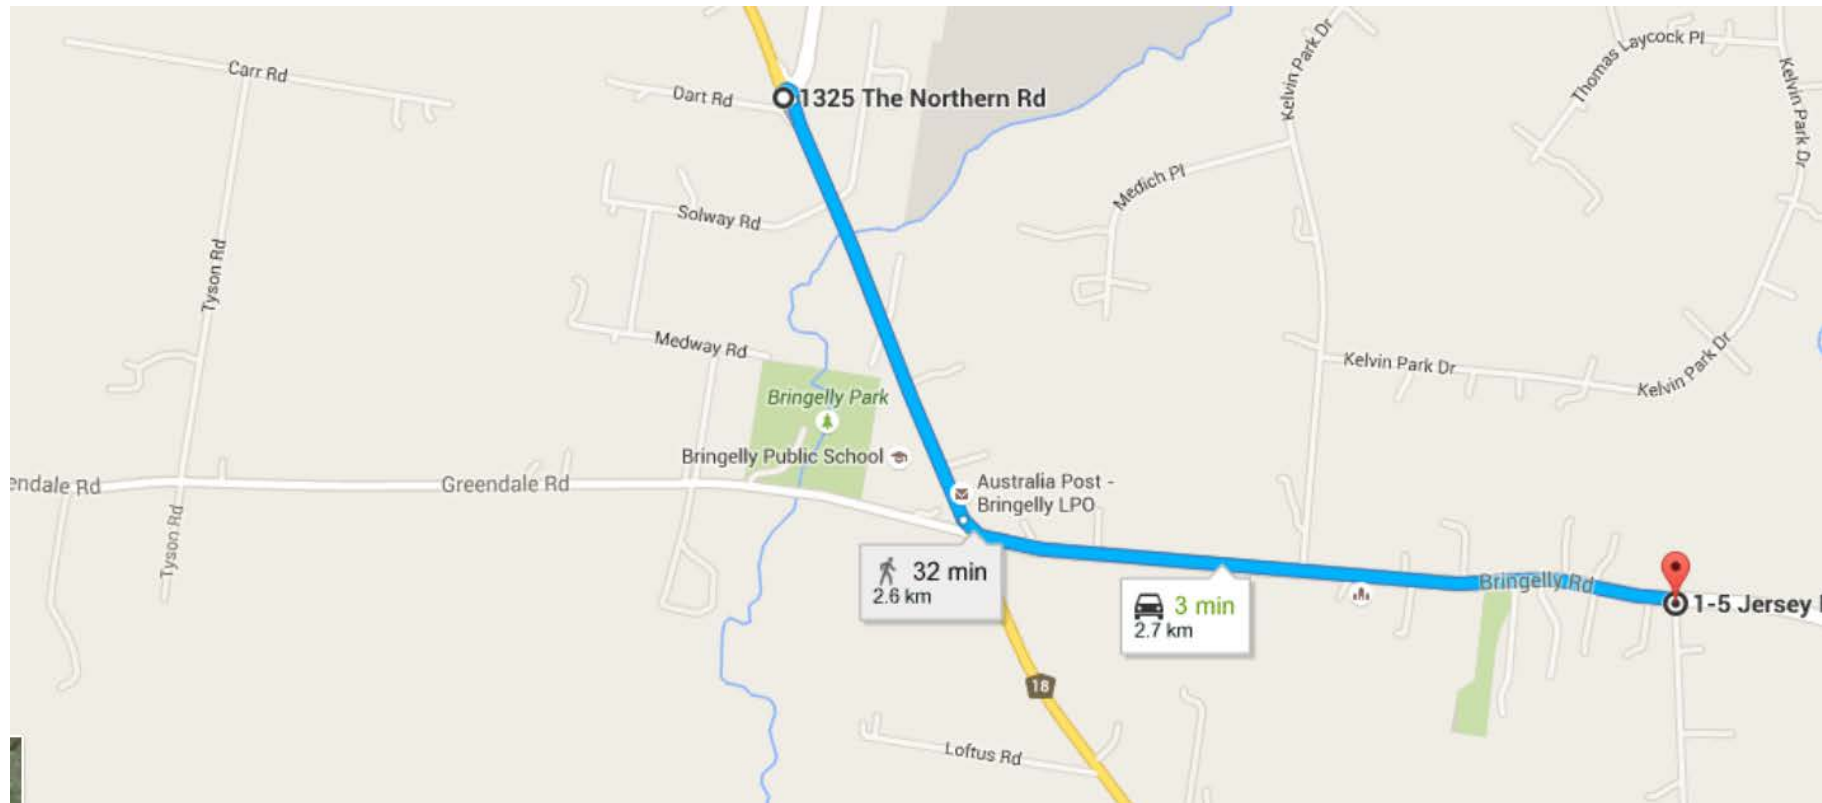 Carr Rd
Dart Rd
1325 The Northern Rd
Kelvin Park Dr
Thomas Laycock Pl
Kelvin Park Dr
Medich Pl
Solway Rd
Tyson Rd
Medway Rd
Kelvin Park Dr
Kelvin Park Dr
Bringelly Park
Bringelly Public School
endale Rd
Greendale Rd
Australia Post -
Bringelly LPO
Tyson Rd
32 min
2.6 km
3 min
2.7 km
Bringelly Rd
1-5 Jersey
18
Loftus Rd